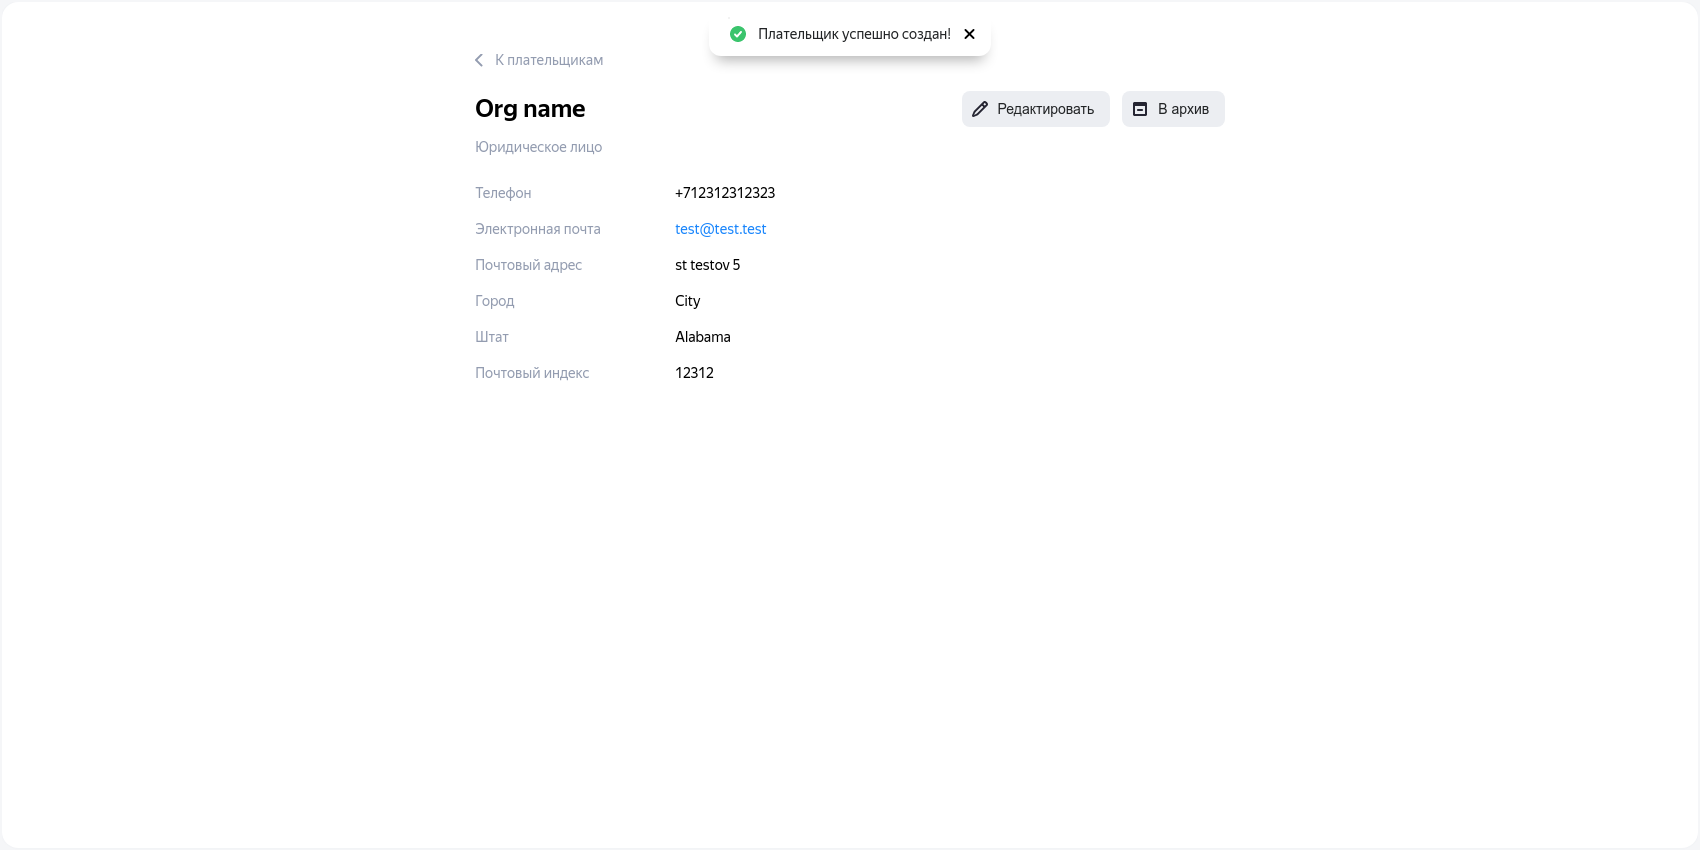 Плательщик успешно создан!
К плательщикам
Org name
Редактировать
В архив
Юридическое лицо
Телефон +712312312323
Электронная почта test@test.test
Почтовый адрес st testov 5
Город City
Штат Alabama
Почтовый индекс 12312